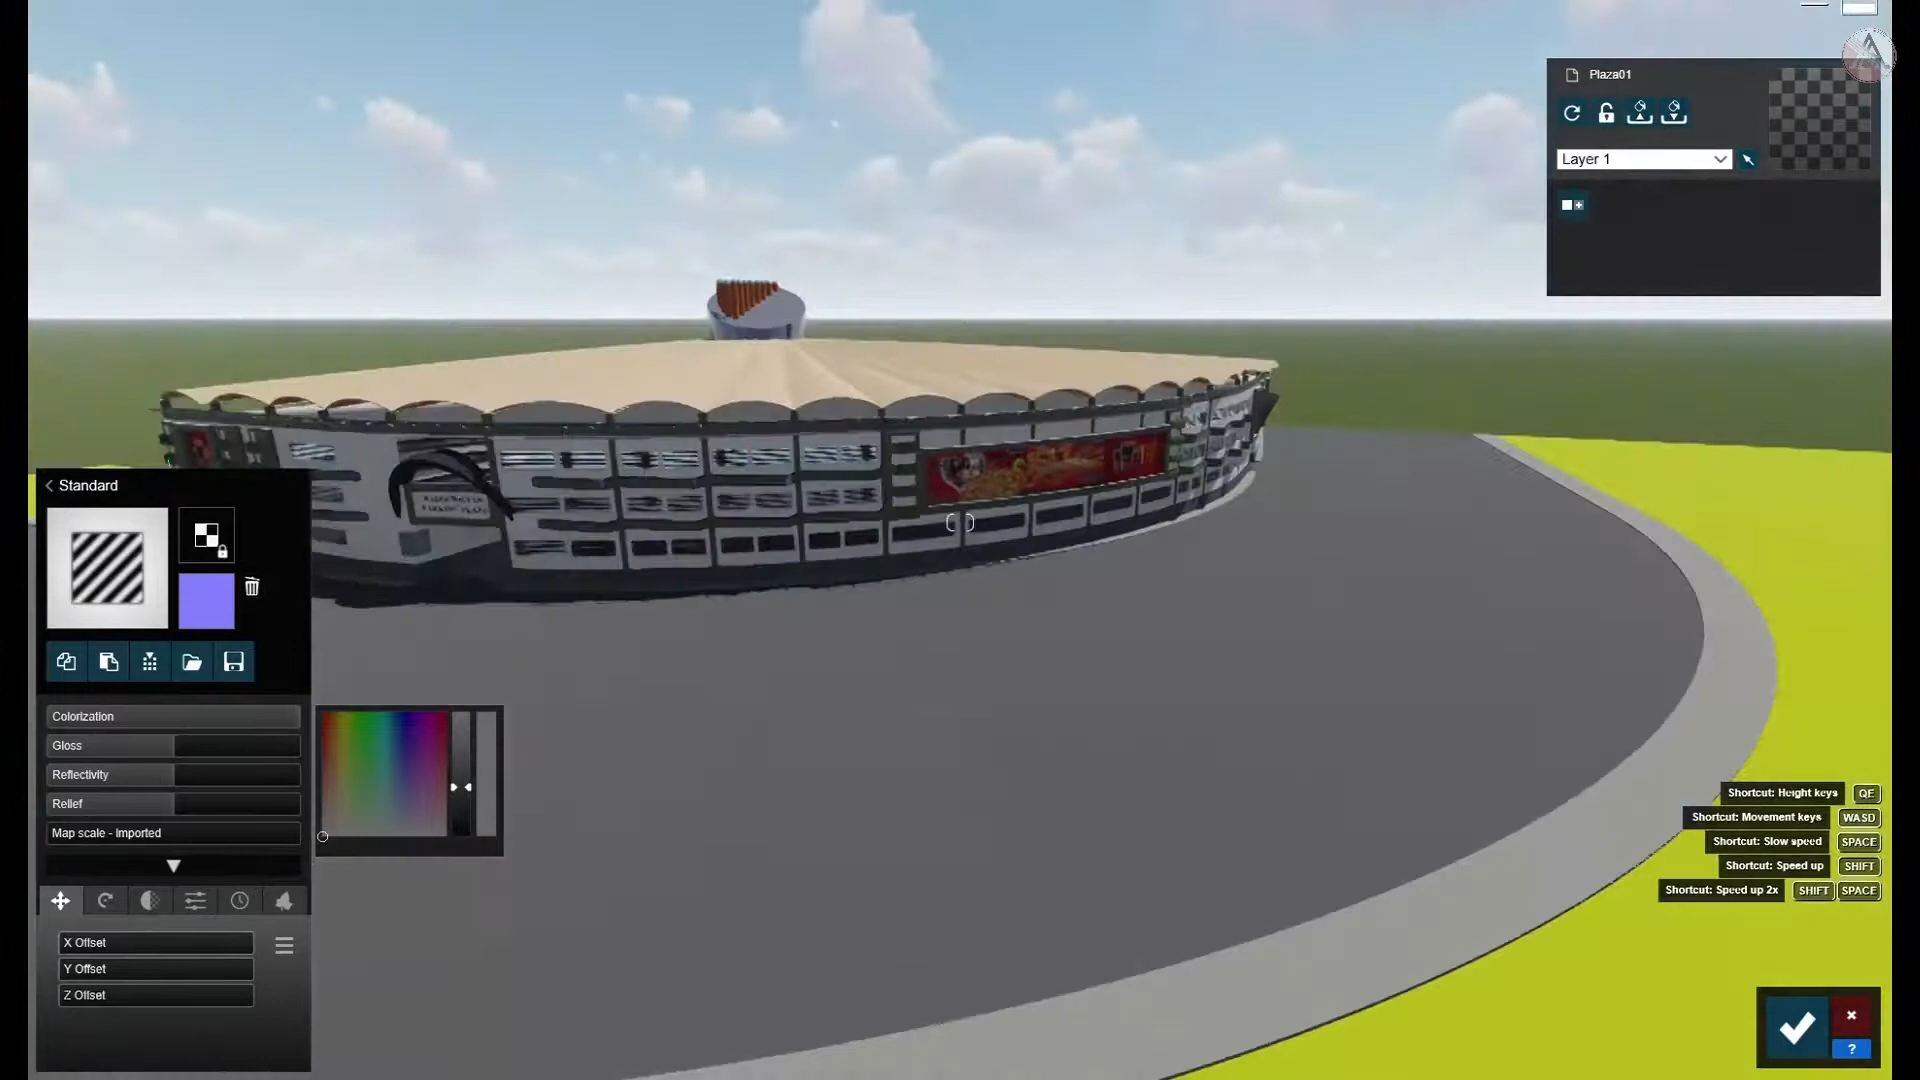 Plaza01
Layer 1
Standard
Colorization
Gloss
Reflectivity
Relief
Map scale - Imported
X Offset
Y Offset
Z Offset
Shortcut: Height keys QE
Shortcut: Movement keys WASD
Shortcut: Slow speed SPACE
Shortcut: Speed up SHIFT
Shortcut: Speed up 2x SHIFT SPACE
?